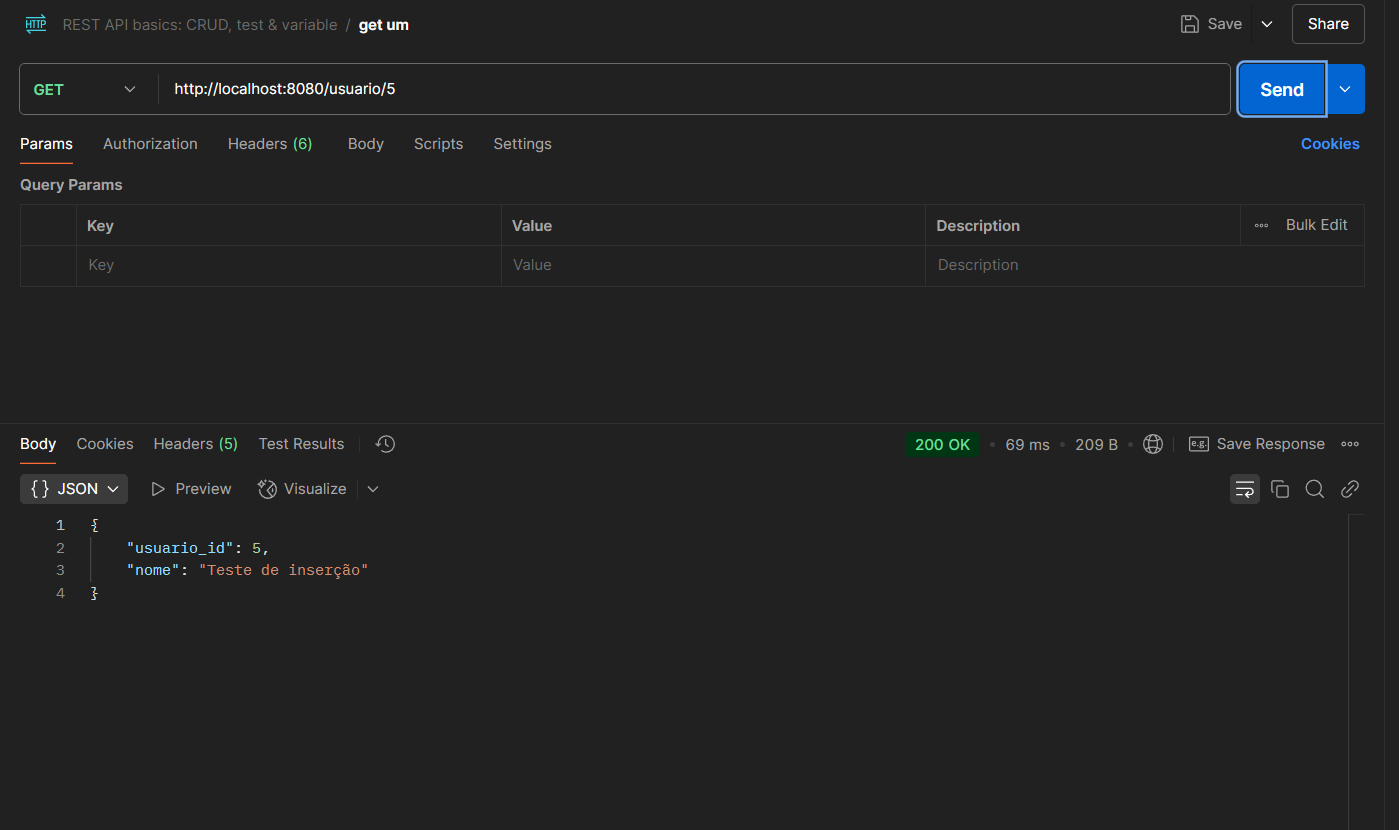 HTTP REST API basics: CRUD, test & variable / get um Save Share
GET http://localhost:8080/usuario/5 Send
Params Authorization Headers (6) Body Scripts Settings Cookies
Query Params
Key Value Description Bulk Edit
Key Value Description
Body Cookies Headers (5) Test Results 200 OK • 69 ms • 209 B • e.g. Save Response
{} JSON Preview Visualize
1 {
2 "usuario_id": 5,
3 "nome": "Teste de inserção"
4 }